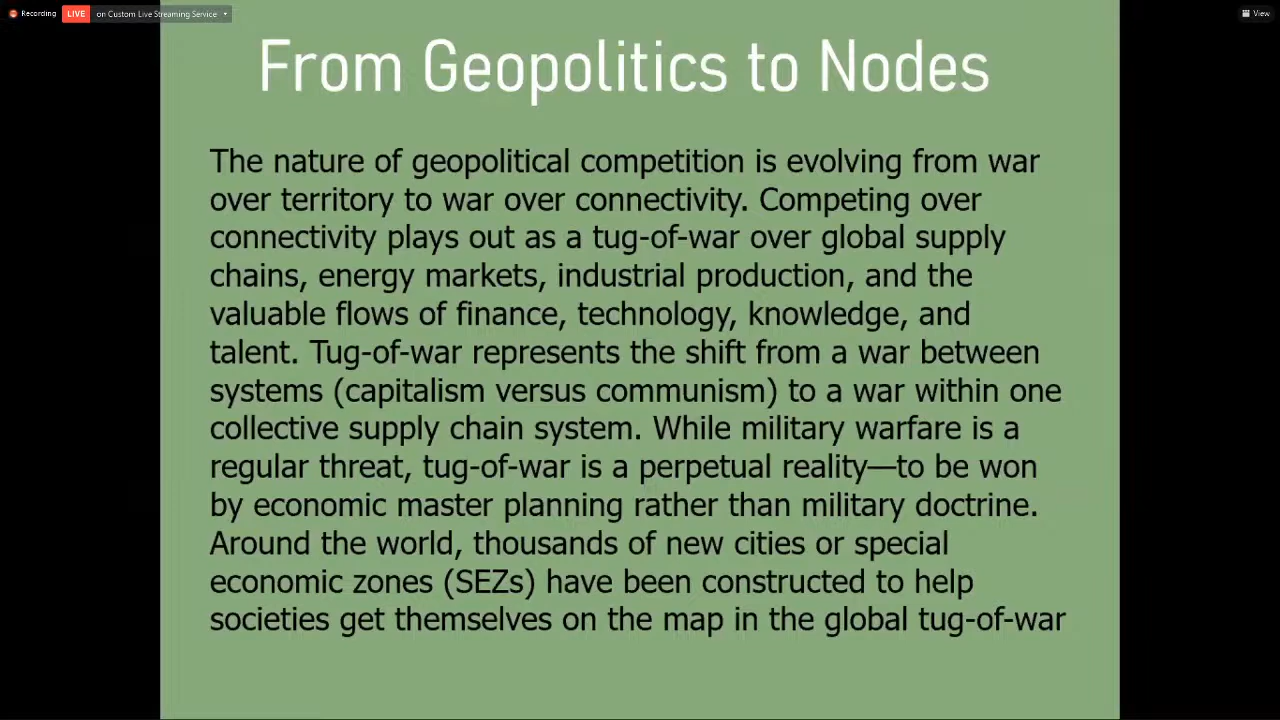 Recording LIVE on Custom Live Streaming Service View
From Geopolitics to Nodes
The nature of geopolitical competition is evolving from war
over territory to war over connectivity. Competing over
connectivity plays out as a tug-of-war over global supply
chains, energy markets, industrial production, and the
valuable flows of finance, technology, knowledge, and
talent. Tug-of-war represents the shift from a war between
systems (capitalism versus communism) to a war within one
collective supply chain system. While military warfare is a
regular threat, tug-of-war is a perpetual reality—to be won
by economic master planning rather than military doctrine.
Around the world, thousands of new cities or special
economic zones (SEZs) have been constructed to help
societies get themselves on the map in the global tug-of-war